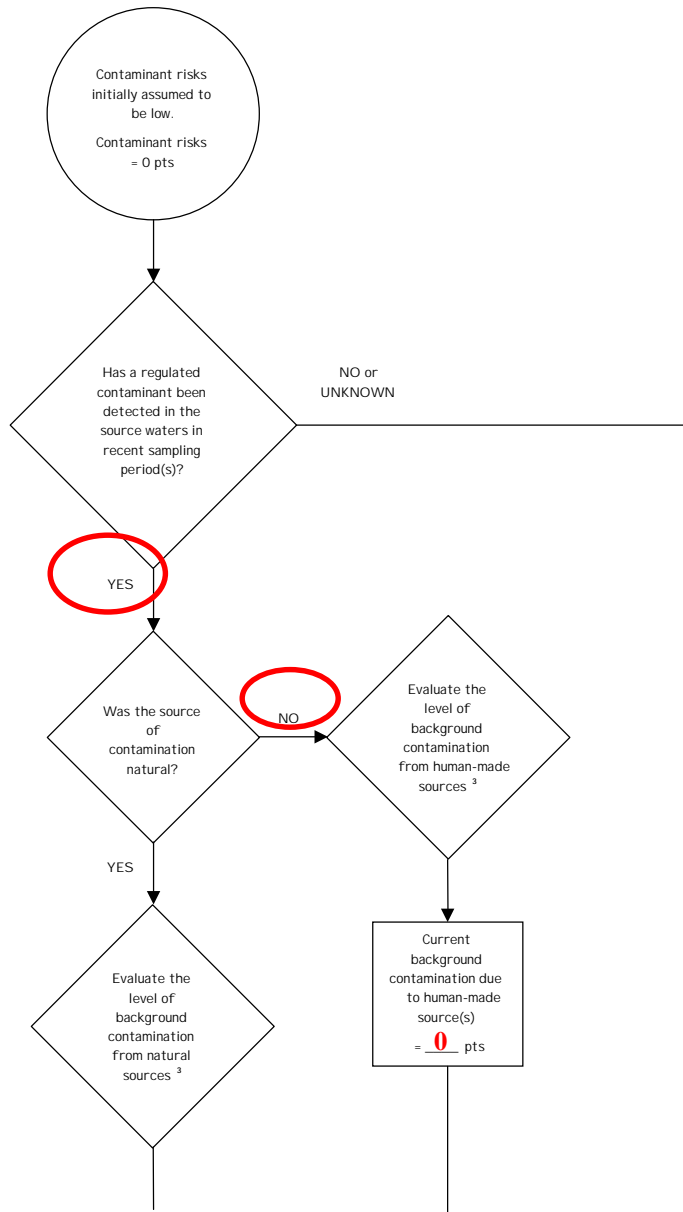 Contaminant risks
initially assumed to
be low.
Contaminant risks
= 0 pts
Has a regulated
contaminant been
detected in the
source waters in
recent sampling
period(s)?
NO or
UNKNOWN
YES
Was the source
of
contamination
natural?
NO
Evaluate the
level of
background
contamination
from human-made
sources ³
YES
Evaluate the
level of
background
contamination
from natural
sources ³
Current
background
contamination due
to human-made
source(s)
= 0 pts